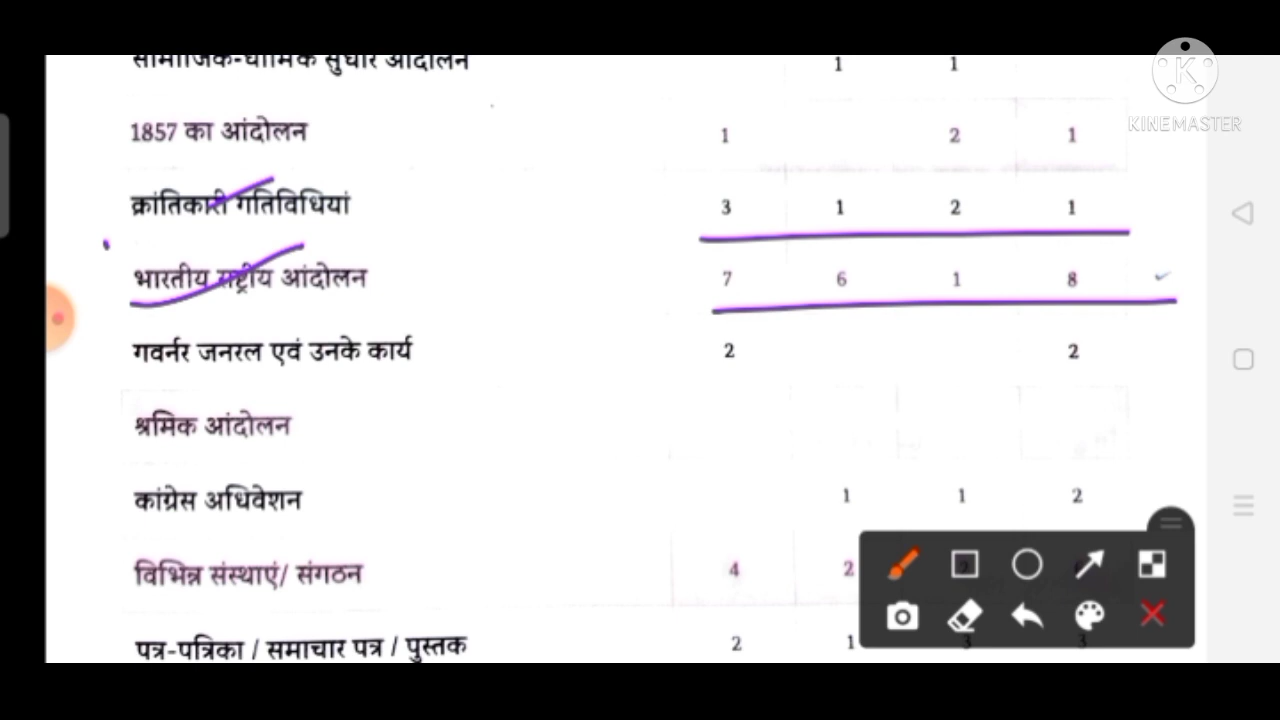 सामाजिक-धार्मिक सुधार आंदोलन 1 1
K
KINEMASTER
1857 का आंदोलन 1 2 1
क्रांतिकारी गतिविधियां 3 1 2 1
भारतीय राष्ट्रीय आंदोलन 7 6 1 8
गवर्नर जनरल एवं उनके कार्य 2 2
श्रमिक आंदोलन
कांग्रेस अधिवेशन 1 1 2
विभिन्न संस्थाएं/ संगठन 4 2
पत्र-पत्रिका / समाचार पत्र / पुस्तक 2 1 3 3